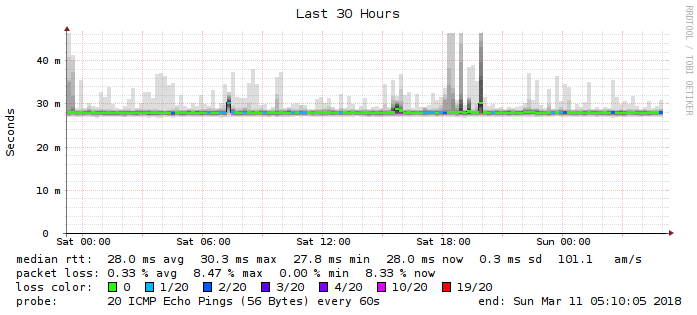 Last 30 Hours
RRDTOOL / TOBI OETIKER
Seconds
40 m
30 m
20 m
10 m
0
Sat 00:00 Sat 06:00 Sat 12:00 Sat 18:00 Sun 00:00
median rtt: 28.0 ms avg 30.3 ms max 27.8 ms min 28.0 ms now 0.3 ms sd 101.1 am/s
packet loss: 0.33 % avg 8.47 % max 0.00 % min 8.33 % now
loss color: 0 1/20 2/20 3/20 4/20 10/20 19/20
probe: 20 ICMP Echo Pings (56 Bytes) every 60s end: Sun Mar 11 05:10:05 2018